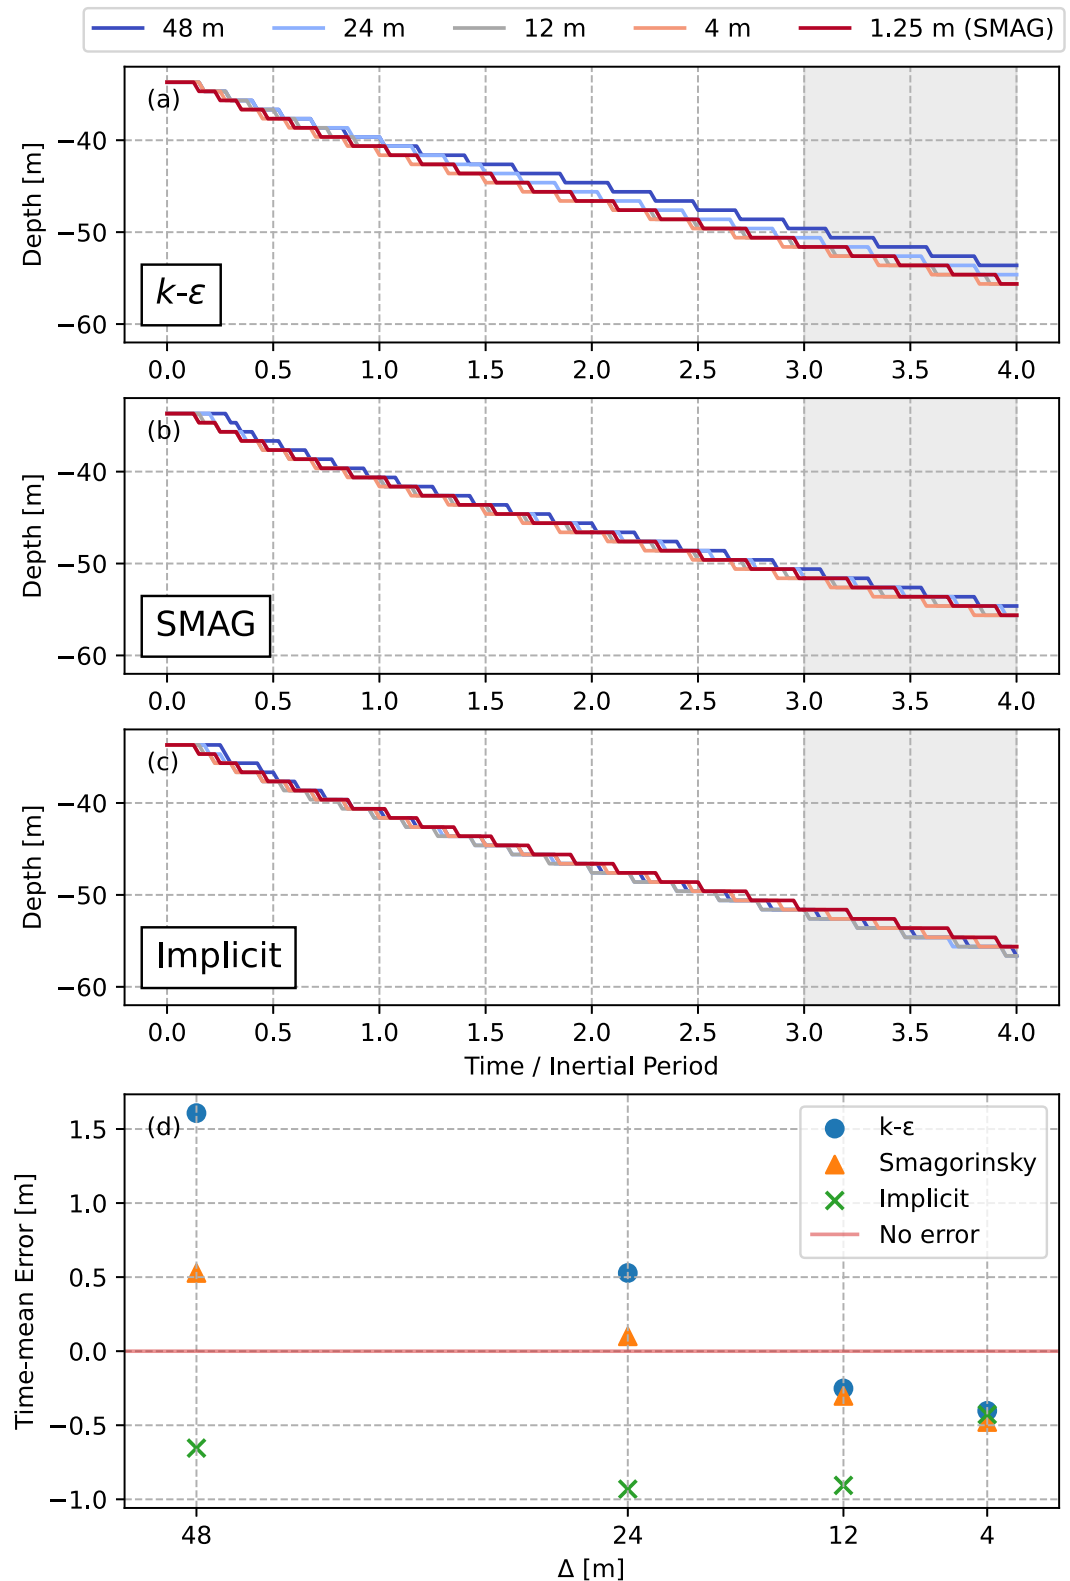 48 m 24 m 12 m 4 m 1.25 m (SMAG)
(a)
Depth [m]
−40
−50
−60
k-ε
0.0 0.5 1.0 1.5 2.0 2.5 3.0 3.5 4.0
(b)
Depth [m]
−40
−50
−60
SMAG
0.0 0.5 1.0 1.5 2.0 2.5 3.0 3.5 4.0
(c)
Depth [m]
−40
−50
−60
Implicit
0.0 0.5 1.0 1.5 2.0 2.5 3.0 3.5 4.0
Time / Inertial Period
(d)
Time-mean Error [m]
1.5
1.0
0.5
0.0
−0.5
−1.0
k-ε
Smagorinsky
Implicit
No error
48 24 12 4
Δ [m]